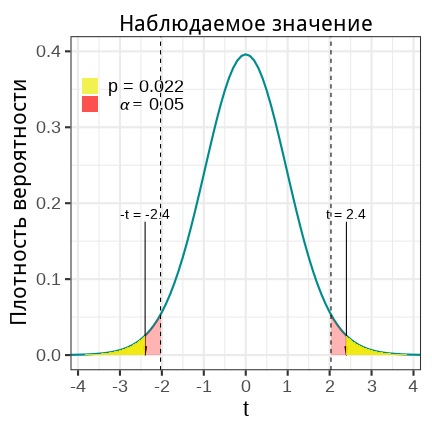 Наблюдаемое значение
Плотность вероятности
0.4
0.3
0.2
0.1
0.0
p = 0.022
α = 0.05
-t = -2.4
t = 2.4
-4 -3 -2 -1 0 1 2 3 4
t